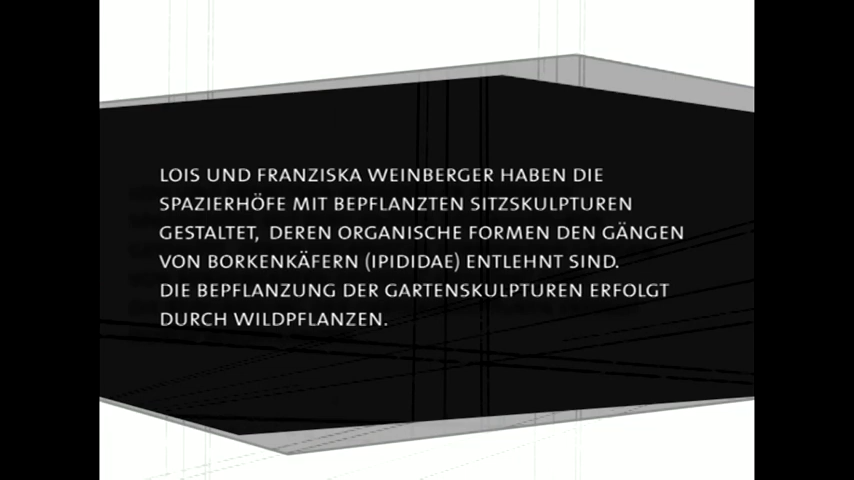 LOIS UND FRANZISKA WEINBERGER HABEN DIE
SPAZIERHÖFE MIT BEPFLANZTEN SITZSKULPTUREN
GESTALTET, DEREN ORGANISCHE FORMEN DEN GÄNGEN
VON BORKENKÄFERN (IPIDIDAE) ENTLEHNT SIND.
DIE BEPFLANZUNG DER GARTENSKULPTUREN ERFOLGT
DURCH WILDPFLANZEN.